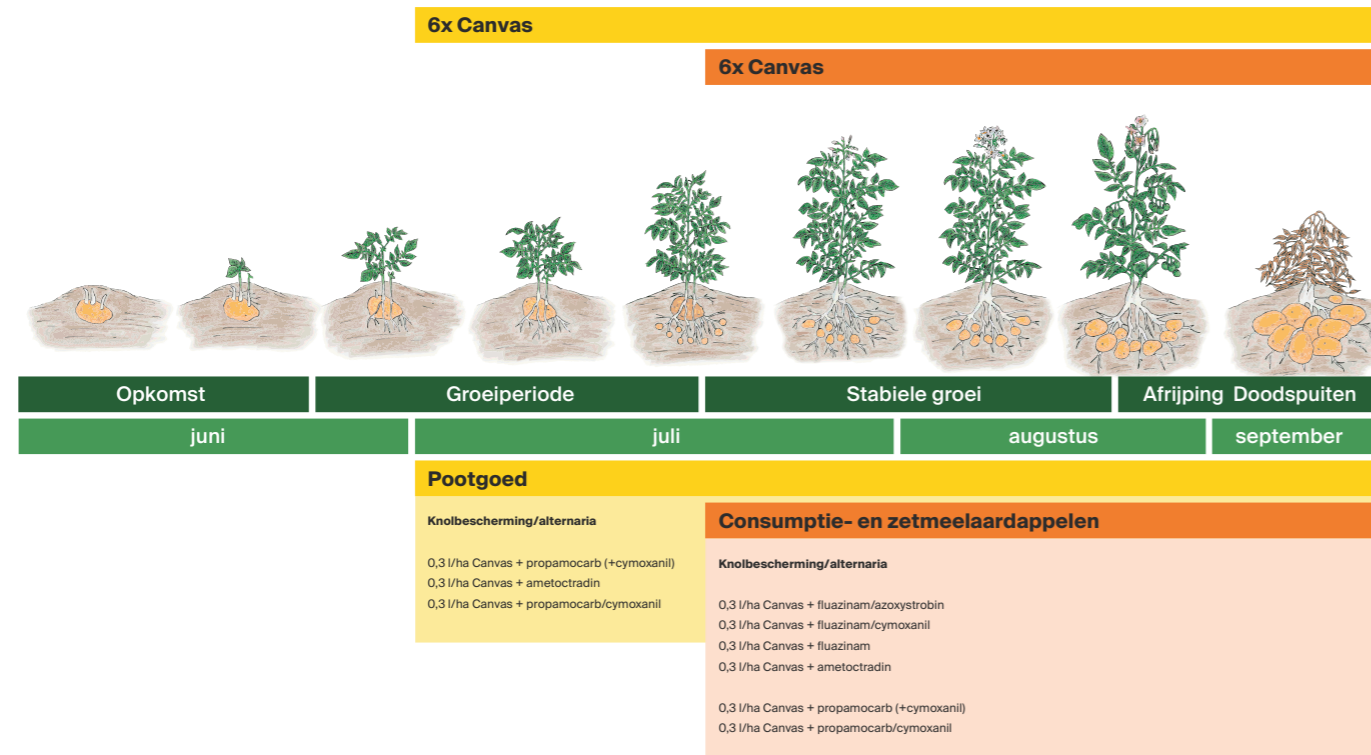 6x Canvas
6x Canvas
Opkomst
Groeiperiode
Stabiele groei
Afrijping Doodspuiten
juni
juli
augustus
september
Pootgoed
Knolbescherming/alternaria
0,3 l/ha Canvas + propamocarb (+cymoxanil)
0,3 l/ha Canvas + ametoctradin
0,3 l/ha Canvas + propamocarb/cymoxanil
Consumptie- en zetmeelaardappelen
Knolbescherming/alternaria
0,3 l/ha Canvas + fluazinam/azoxystrobin
0,3 l/ha Canvas + fluazinam/cymoxanil
0,3 l/ha Canvas + fluazinam
0,3 l/ha Canvas + ametoctradin
0,3 l/ha Canvas + propamocarb (+cymoxanil)
0,3 l/ha Canvas + propamocarb/cymoxanil